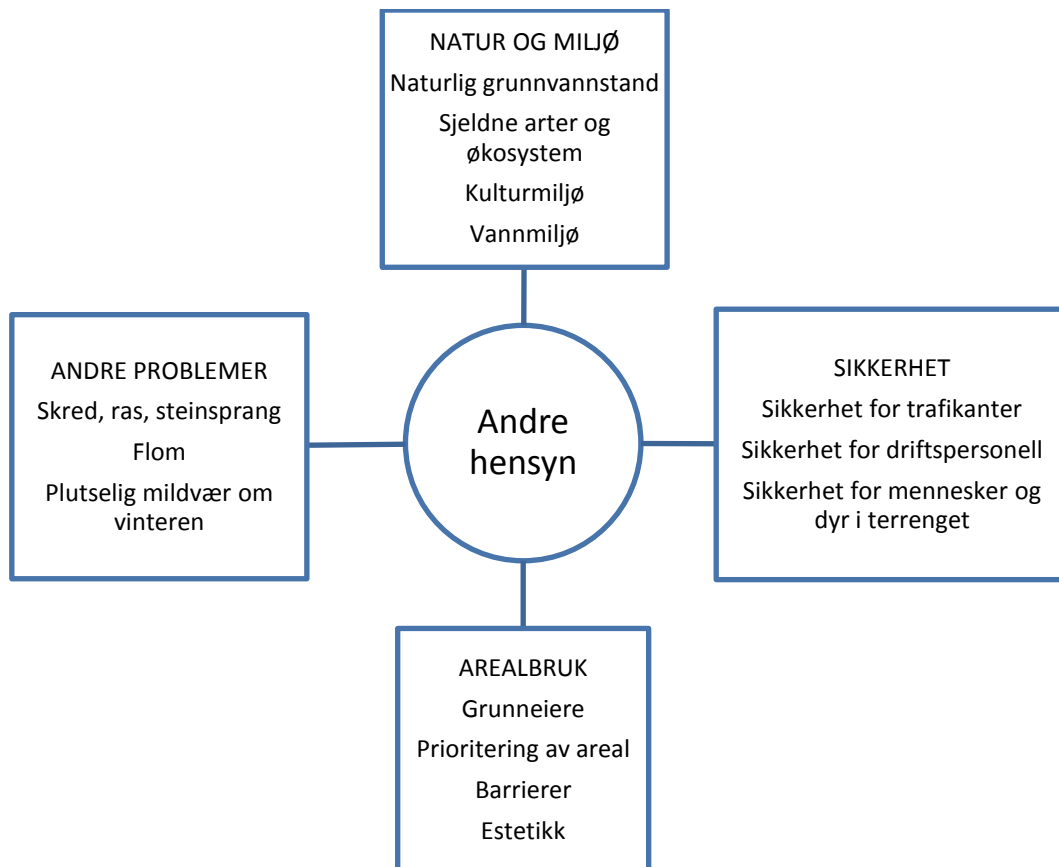 NATUR OG MILJØ
Naturlig grunnvannstand
Sjeldne arter og
økosystem
Kulturmiljø
Vannmiljø
ANDRE PROBLEMER
Skred, ras, steinsprang
Flom
Plutselig mildvær om
vinteren
Andre
hensyn
SIKKERHET
Sikkerhet for trafikanter
Sikkerhet for driftspersonell
Sikkerhet for mennesker og
dyr i terrenget
AREALBRUK
Grunneiere
Prioritering av areal
Barrierer
Estetikk